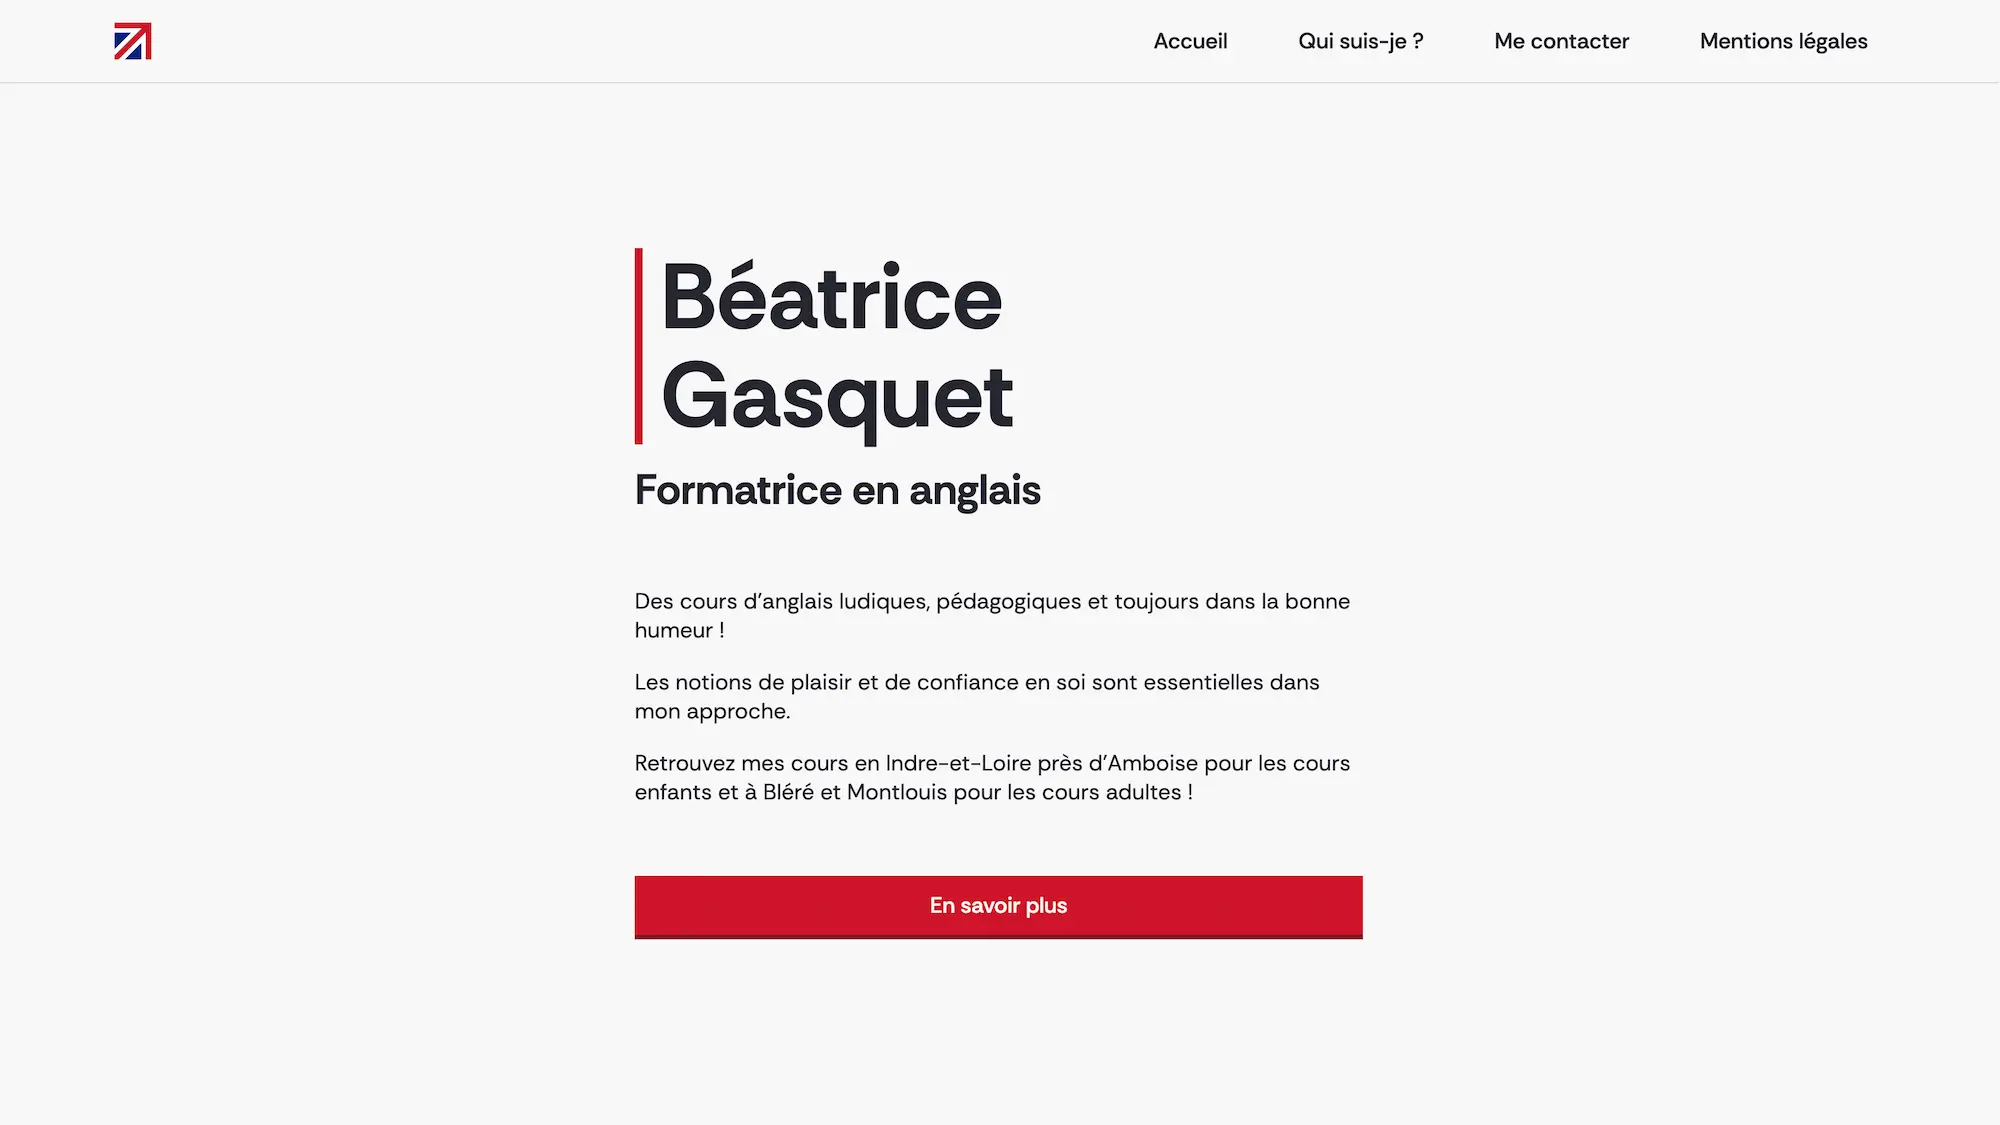 Accueil
Qui suis-je ?
Me contacter
Mentions légales
Béatrice
Gasquet
Formatrice en anglais
Des cours d’anglais ludiques, pédagogiques et toujours dans la bonne
humeur !
Les notions de plaisir et de confiance en soi sont essentielles dans
mon approche.
Retrouvez mes cours en Indre-et-Loire près d’Amboise pour les cours
enfants et à Bléré et Montlouis pour les cours adultes !
En savoir plus